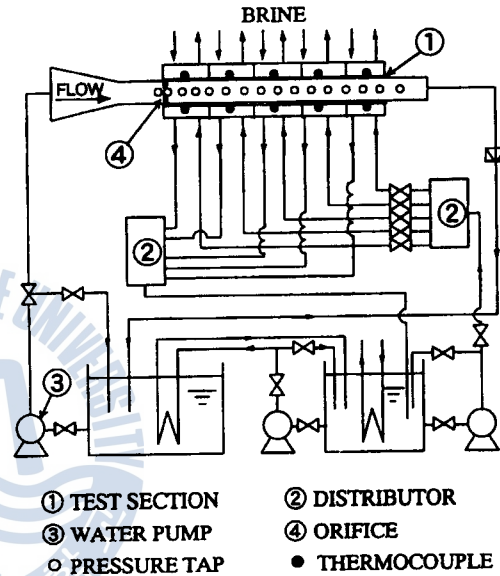 BRINE
①
FLOW
④
②
②
③
① TEST SECTION ② DISTRIBUTOR
③ WATER PUMP ④ ORIFICE
○ PRESSURE TAP ● THERMOCOUPLE
UNIVERSITY